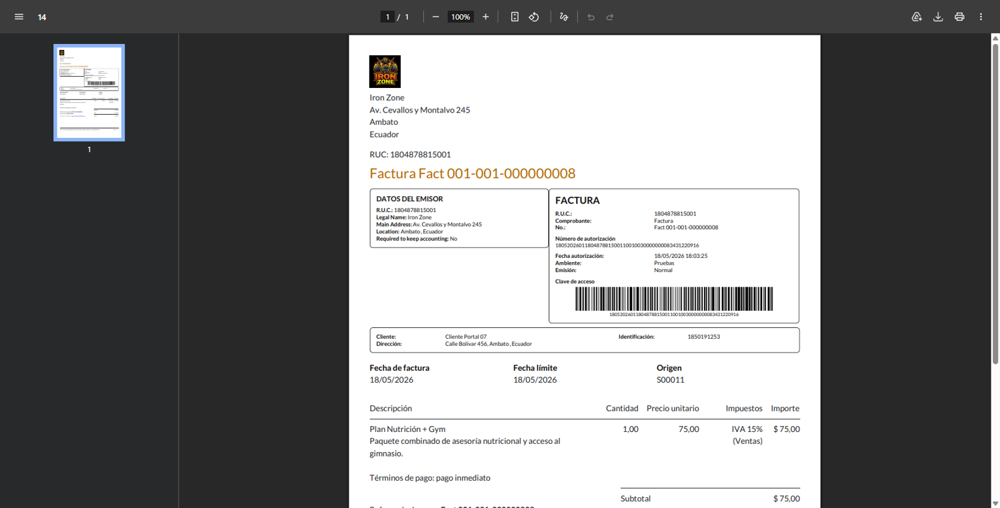 14
1 / 1
100%
1
IRON
ZONE
Iron Zone
Av. Cevallos y Montalvo 245
Ambato
Ecuador
RUC: 1804878815001
Factura Fact 001-001-000000008
DATOS DEL EMISOR
R.U.C.: 1804878815001
Legal Name: Iron Zone
Main Address: Av. Cevallos y Montalvo 245
Location: Ambato , Ecuador
Required to keep accounting: No
FACTURA
R.U.C.: 1804878815001
Comprobante: Factura
No.: Fact 001-001-000000008
Número de autorización
1805202601180487881500110010030000000083431220916
Fecha autorización: 18/05/2026 18:03:25
Ambiente: Pruebas
Emisión: Normal
Clave de acceso
1805202601180487881500110010030000000083431220916
Cliente: Cliente Portal 07 Identificación: 1850191253
Dirección: Calle Bolivar 456, Ambato , Ecuador
Fecha de factura Fecha límite Origen
18/05/2026 18/05/2026 S00011
Descripción Cantidad Precio unitario Impuestos Importe
Plan Nutrición + Gym 1,00 75,00 IVA 15% $ 75,00
Paquete combinado de asesoría nutricional y acceso al (Ventas)
gimnasio.
Términos de pago: pago inmediato
Subtotal $ 75,00